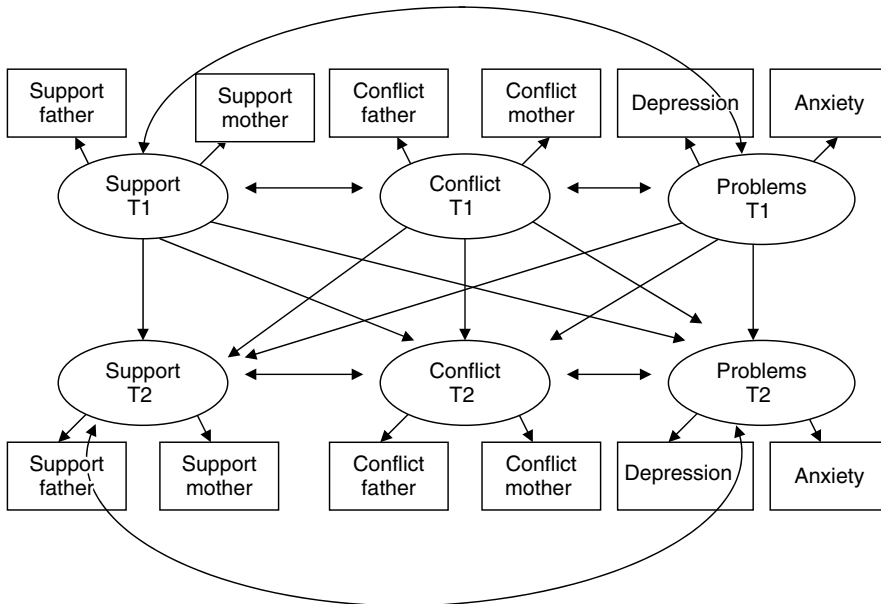 Support
father
Support
mother
Conflict
father
Conflict
mother
Depression
Anxiety
Support
T1
Conflict
T1
Problems
T1
Support
T2
Conflict
T2
Problems
T2
Support
father
Support
mother
Conflict
father
Conflict
mother
Depression
Anxiety